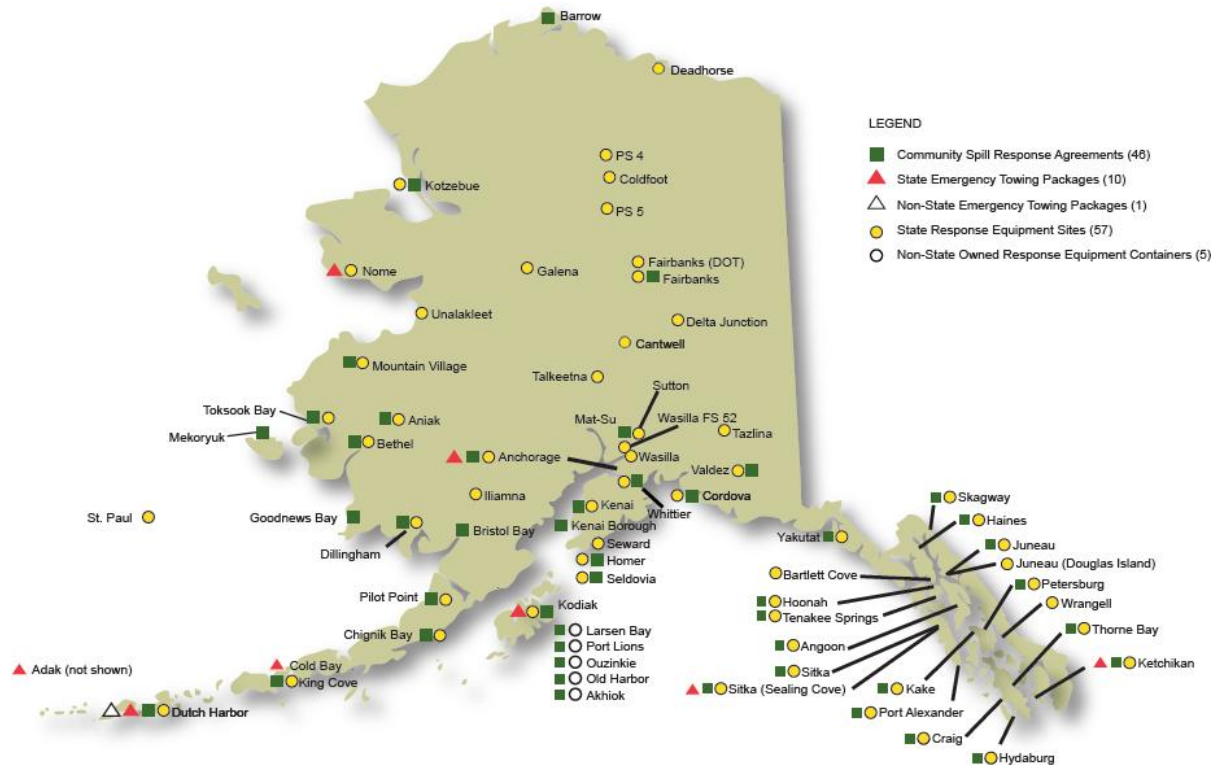 Barrow
Deadhorse
LEGEND
Community Spill Response Agreements (46)
State Emergency Towing Packages (10)
Non-State Emergency Towing Packages (1)
State Response Equipment Sites (57)
Non-State Owned Response Equipment Containers (5)
PS 4
Coldfoot
Kotzebue
PS 5
Fairbanks (DOT)
Nome
Galena
Fairbanks
Unalakleet
Delta Junction
Cantwell
Mountain Village
Talkeetna
Sutton
Toksook Bay
Aniak
Mat-Su
Wasilla FS 52
Mekoryuk
Bethel
Tazlina
Anchorage
Wasilla
Valdez
Iliamna
Cordova
St. Paul
Goodnews Bay
Kenai
Whittier
Dillingham
Bristol Bay
Kenai Borough
Seward
Homer
Seldovia
Pilot Point
Kodiak
Chignik Bay
Larsen Bay
Port Lions
Ouzinkie
Old Harbor
Akhiok
Adak (not shown)
Cold Bay
King Cove
Dutch Harbor
Skagway
Haines
Yakutat
Juneau
Juneau (Douglas Island)
Bartlett Cove
Petersburg
Hoonah
Wrangell
Tenakee Springs
Thorne Bay
Angoon
Ketchikan
Sitka
Sitka (Sealing Cove)
Kake
Port Alexander
Craig
Hydaburg